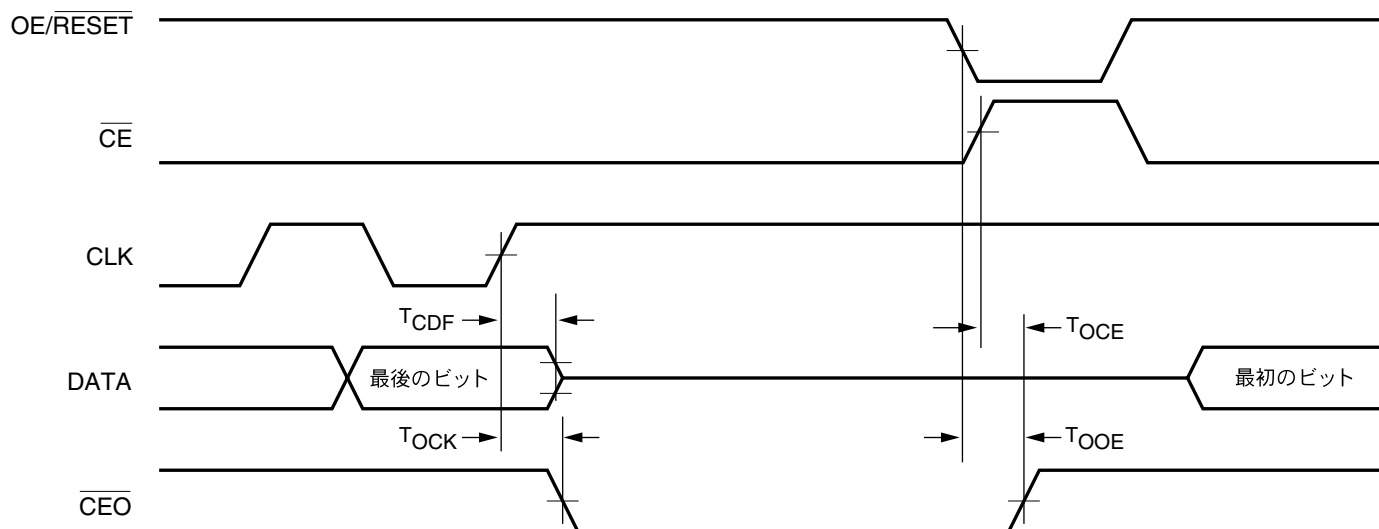 OE/RESET
CE
CLK
TCDF
TOCE
DATA
最後のビット
最初のビット
TOCK
TOOE
CEO